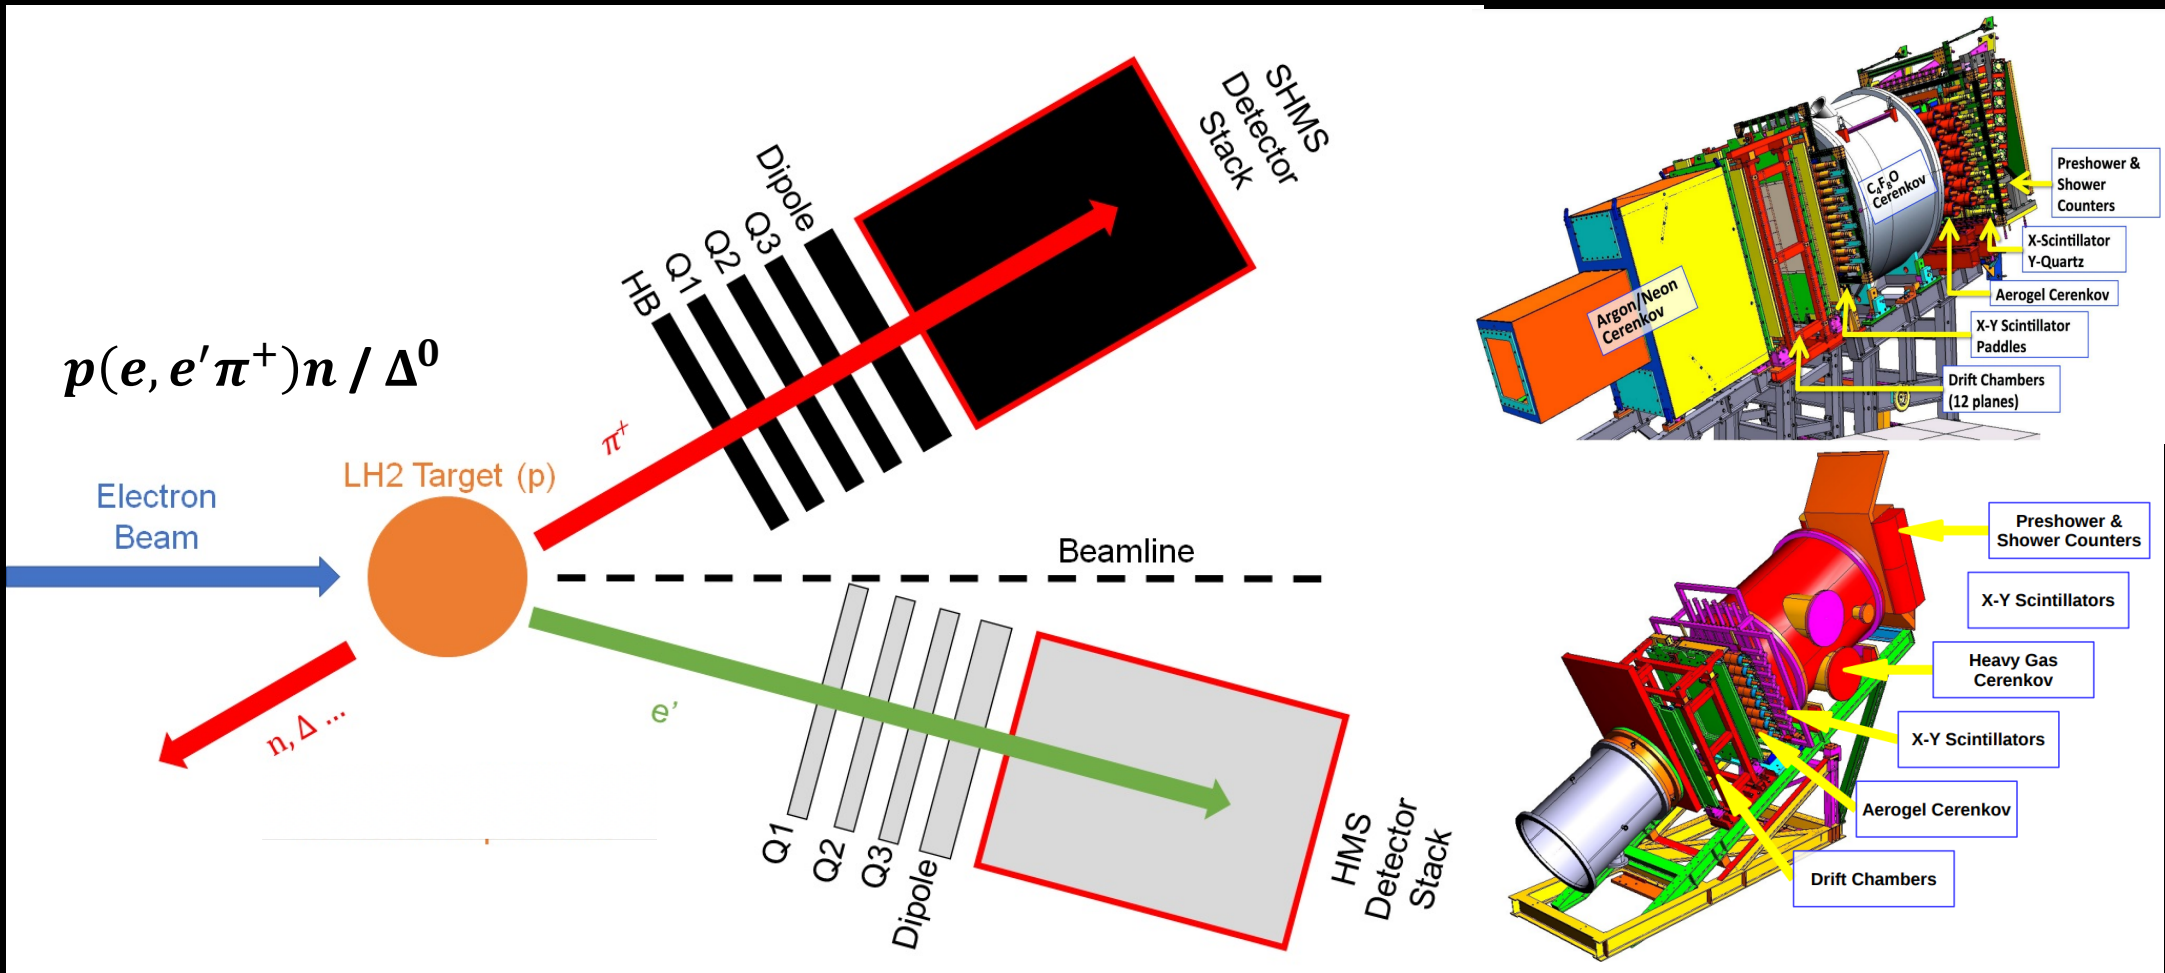 p(e, e′π⁺)n / Δ⁰
Electron
Beam
LH2 Target (p)
n, Δ ...
π⁺
HB
Q1
Q2
Q3
Dipole
SHMS
Detector
Stack
Beamline
e’
Q1
Q2
Q3
Dipole
HMS
Detector
Stack
Argon/Neon
Cerenkov
C₄F₈O
Cerenkov
Preshower &
Shower
Counters
X-Scintillator
Y-Quartz
Aerogel Cerenkov
X-Y Scintillator
Paddles
Drift Chambers
(12 planes)
Preshower &
Shower Counters
X-Y Scintillators
Heavy Gas
Cerenkov
X-Y Scintillators
Aerogel Cerenkov
Drift Chambers